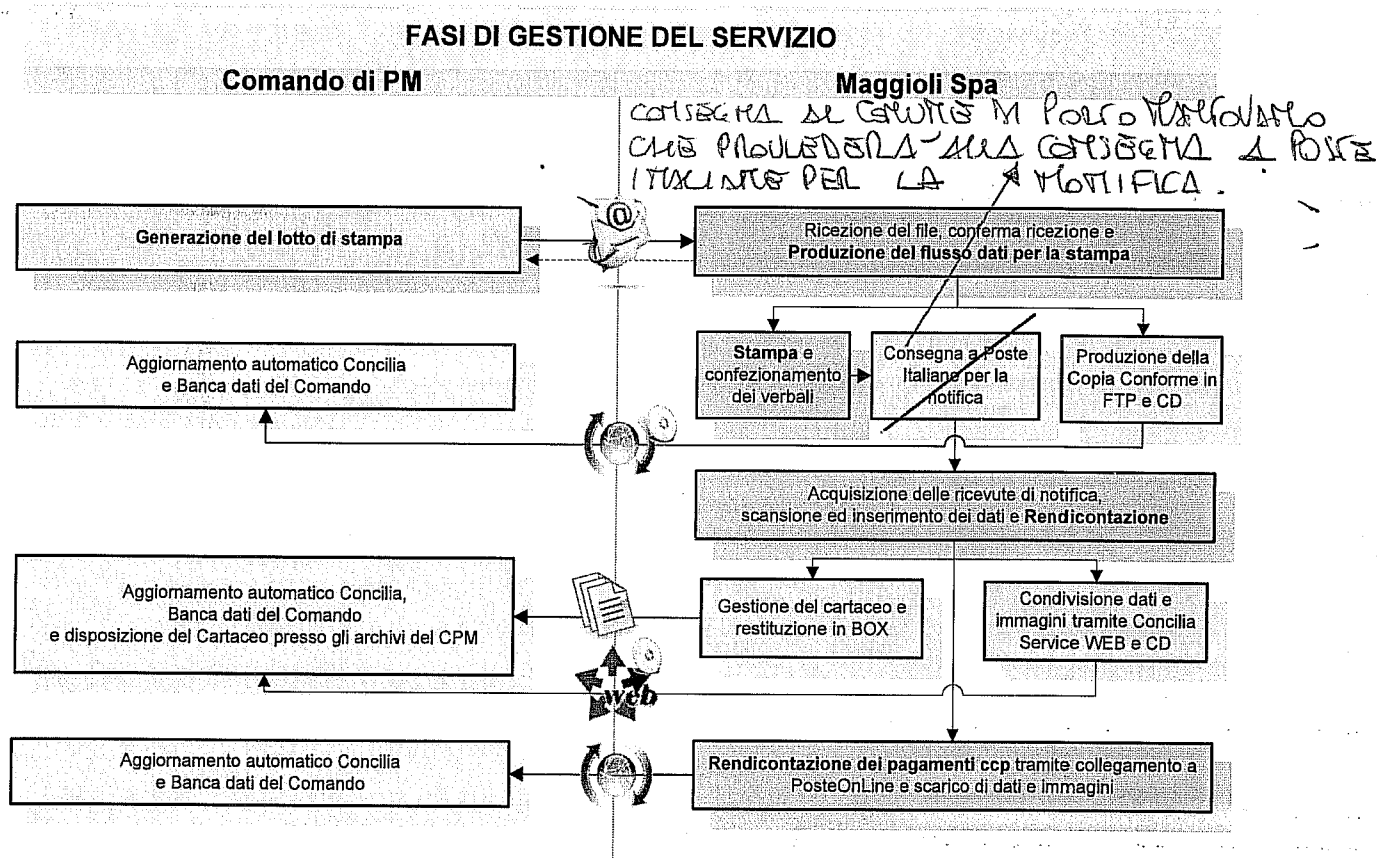 FASI DI GESTIONE DEL SERVIZIO
Comando di PM
Maggioli Spa
CONSEGNA AL COMUNE DI PORTO MANTOVANO
CHE PROVVEDERÀ ALLA CONSEGNA A POSTE
ITALIANE PER LA NOTIFICA.
Generazione del lotto di stampa
@
Ricezione del file, conferma ricezione e
Produzione del flusso dati per la stampa
Aggiornamento automatico Concilia
e Banca dati del Comando
Stampa e
confezionamento
dei verbali
Consegna a Poste
Italiane per la
notifica
Produzione della
Copia Conforme in
FTP e CD
Acquisizione delle ricevute di notifica,
scansione ed inserimento dei dati e Rendicontazione
Aggiornamento automatico Concilia,
Banca dati del Comando
e disposizione del Cartaceo presso gli archivi del CPM
Gestione del cartaceo e
restituzione in BOX
Condivisione dati e
immagini tramite Concilia
Service WEB e CD
web
Aggiornamento automatico Concilia
e Banca dati del Comando
Rendicontazione dei pagamenti ccp tramite collegamento a
PosteOnLine e scarico di dati e immagini